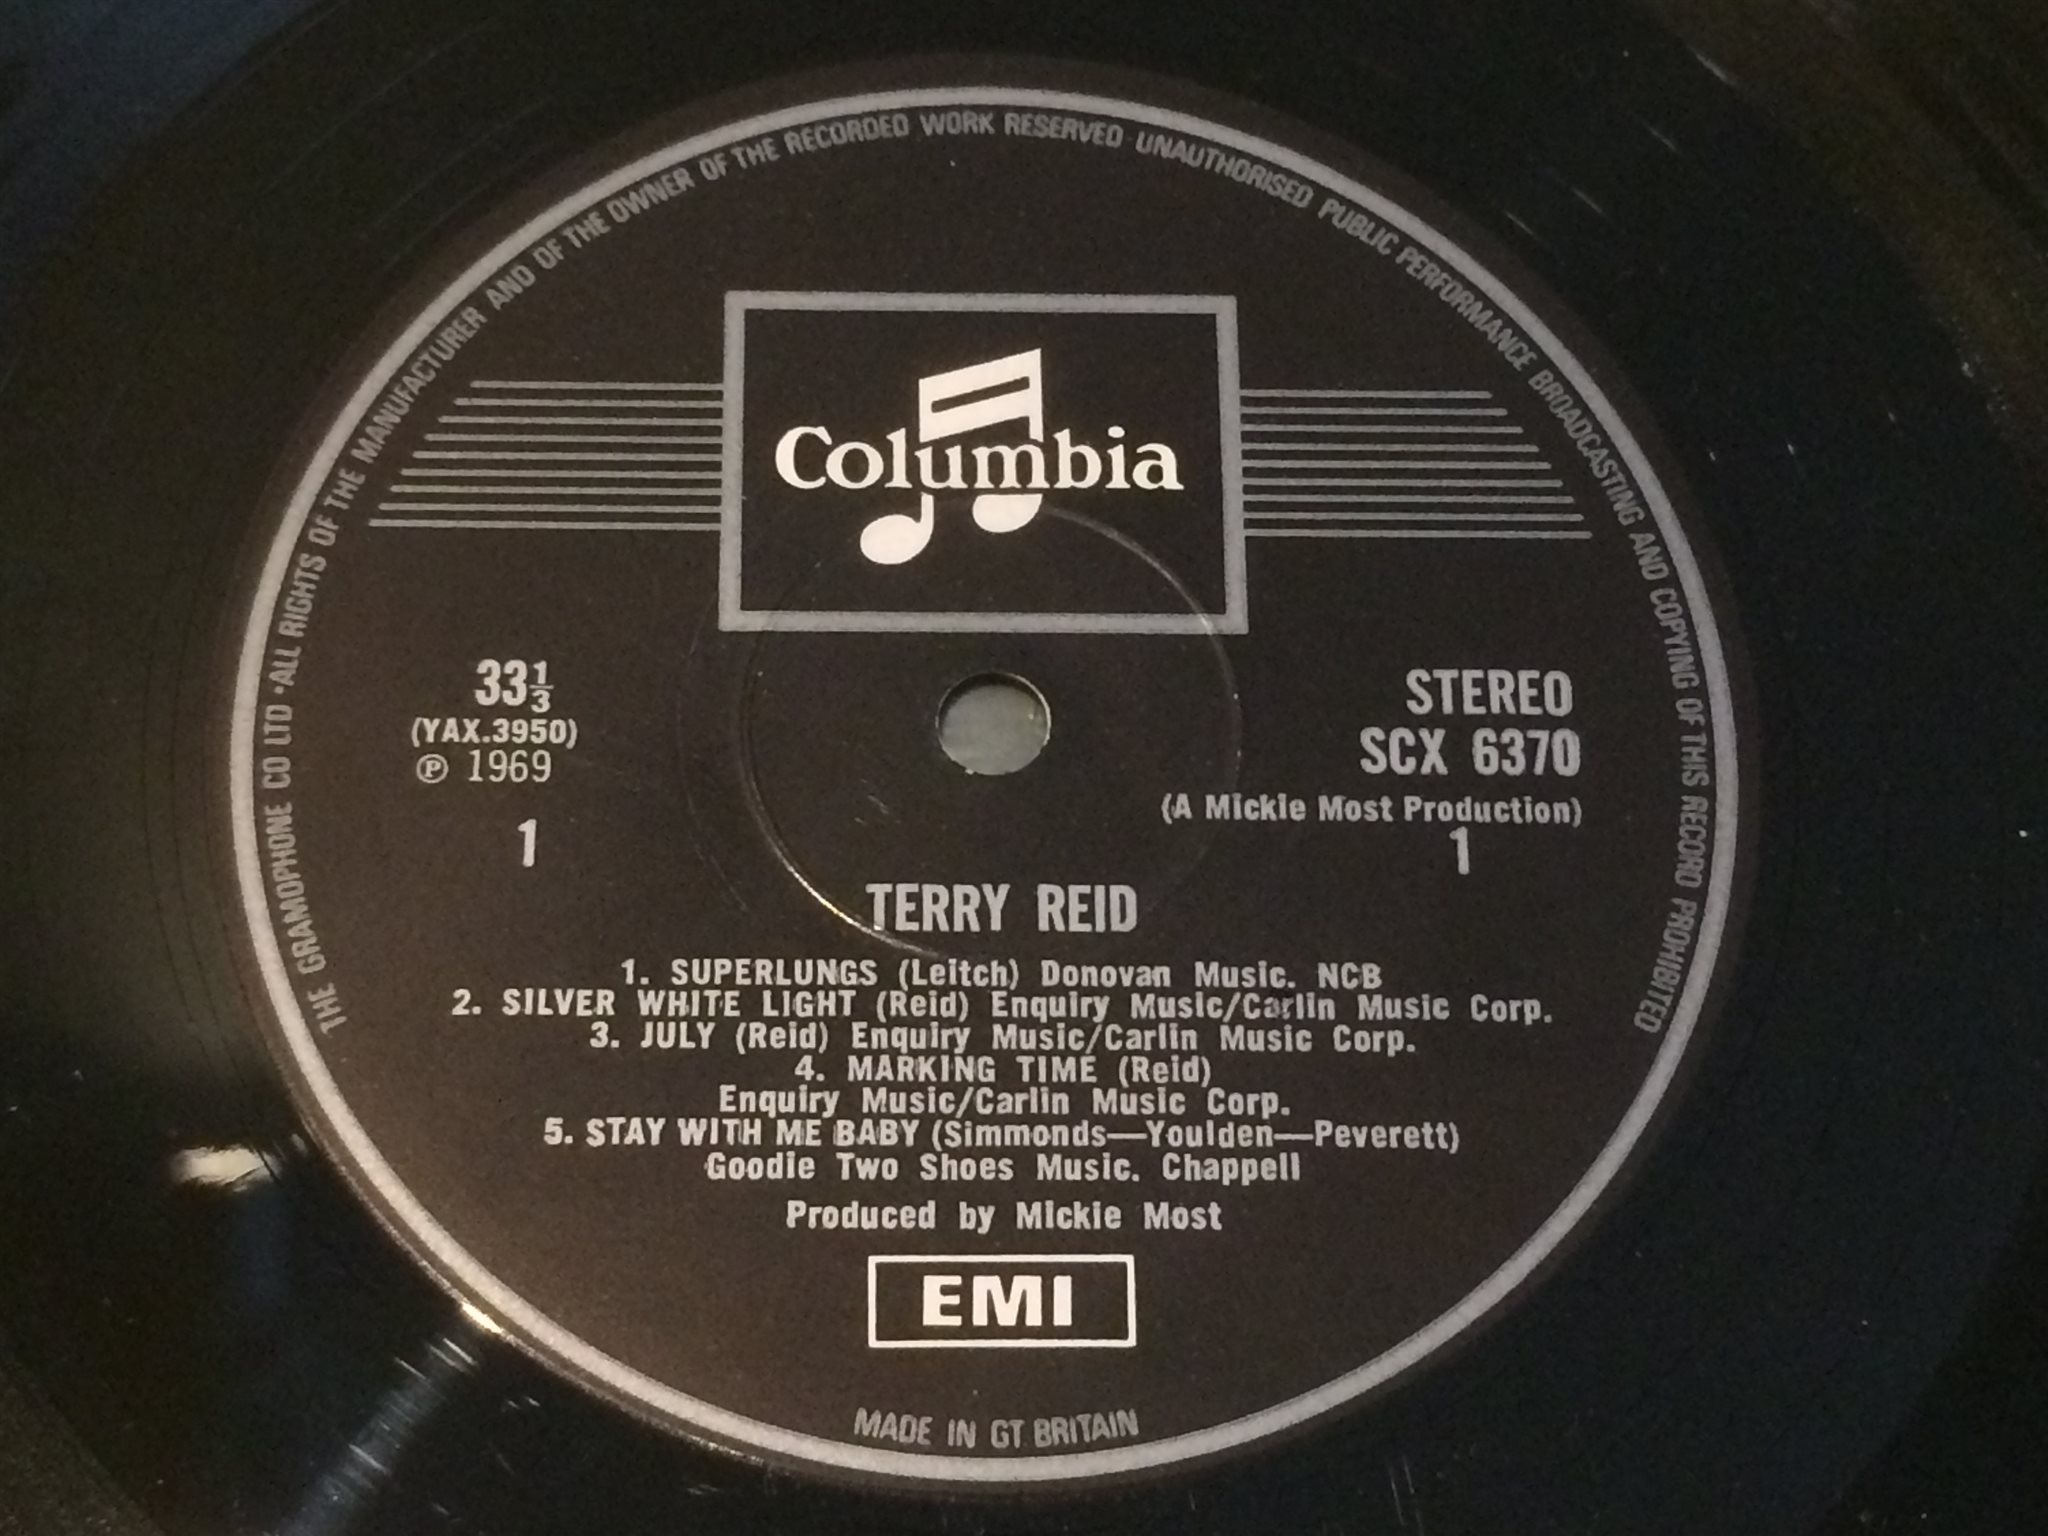 THE GRAMOPHONE CO LTD · ALL RIGHTS OF THE MANUFACTURER AND OF THE OWNER OF THE RECORDED WORK RESERVED UNAUTHORISED PUBLIC PERFORMANCE BROADCASTING AND COPYING OF THIS RECORD PROHIBITED
Columbia
33⅓
(YAX.3950)
℗ 1969
1
STEREO
SCX 6370
(A Mickie Most Production)
1
TERRY REID
1. SUPERLUNGS (Leitch) Donovan Music. NCB
2. SILVER WHITE LIGHT (Reid) Enquiry Music/Carlin Music Corp.
3. JULY (Reid) Enquiry Music/Carlin Music Corp.
4. MARKING TIME (Reid)
Enquiry Music/Carlin Music Corp.
5. STAY WITH ME BABY (Simmonds—Youlden—Peverett)
Goodie Two Shoes Music. Chappell
Produced by Mickie Most
EMI
MADE IN GT BRITAIN